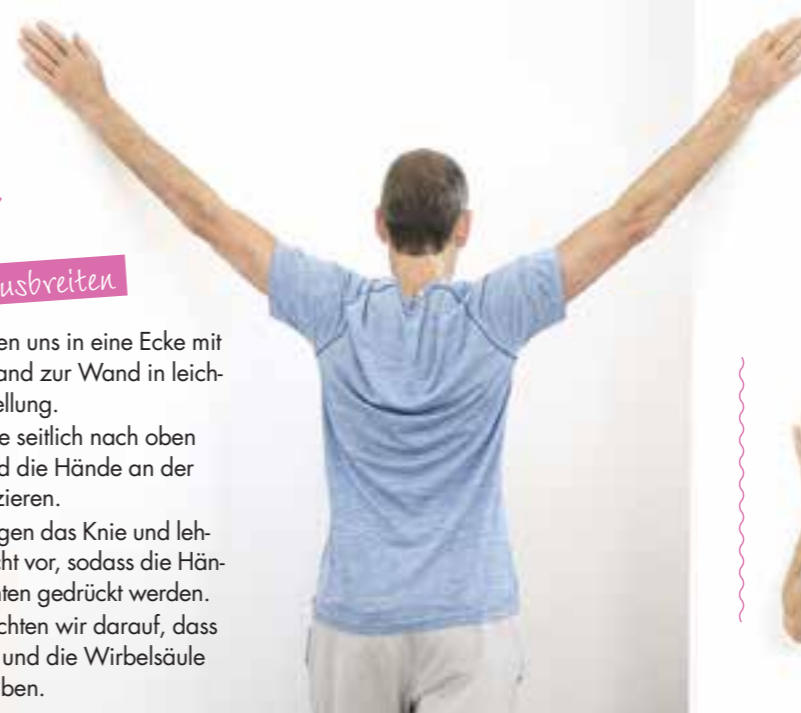 usbreiten
en uns in eine Ecke mit
and zur Wand in leich-
ellung.
e seitlich nach oben
d die Hände an der
zieren.
gen das Knie und leh-
cht vor, sodass die Hän-
nten gedrückt werden.
chten wir darauf, dass
und die Wirbelsäule
ben.